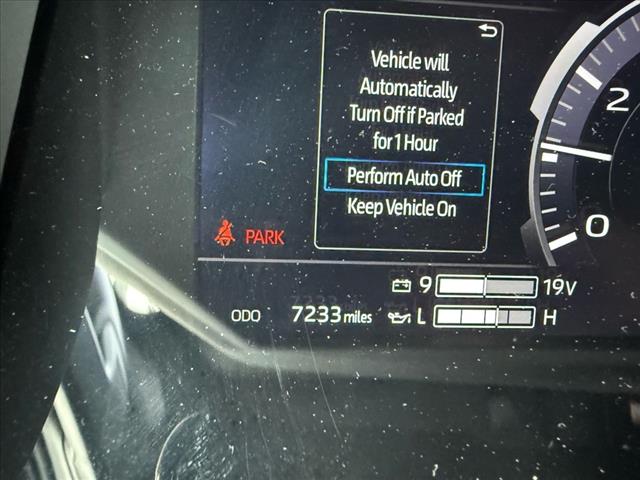 Vehicle will
Automatically
Turn Off if Parked
for 1 Hour
Perform Auto Off
Keep Vehicle On
2
0
PARK
9 19V
ODO 7233 miles L H